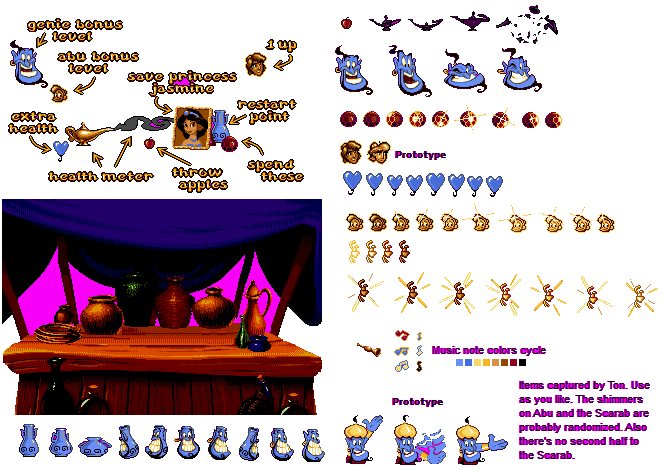 genie bonus
level
abu bonus
level
1 up
save princess
jasmine
restart
point
extra
health
health meter
throw
apples
spend
these
Prototype
Music note colors cycle
Prototype
Items captured by Ton. Use
as you like. The shimmers
on Abu and the Scarab are
probably randomized. Also
there's no second half to
the Scarab.